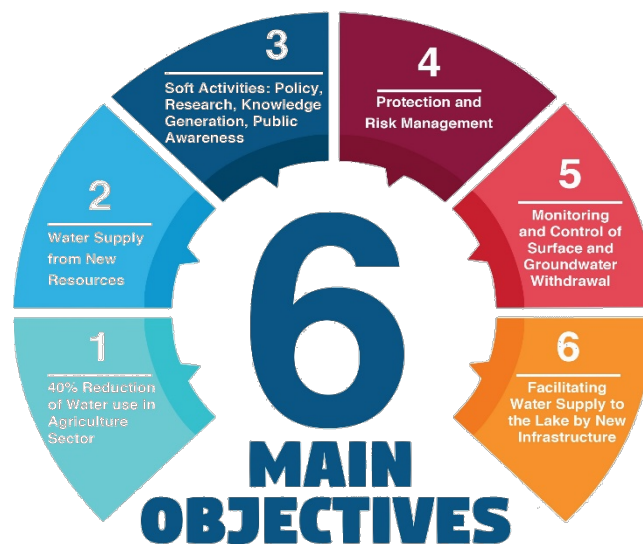 1
40% Reduction
of Water use in
Agriculture
Sector
2
Water Supply
from New
Resources
3
Soft Activities: Policy,
Research, Knowledge
Generation, Public
Awareness
4
Protection and
Risk Management
5
Monitoring
and Control of
Surface and
Groundwater
Withdrawal
6
Facilitating
Water Supply to
the Lake by New
Infrastructure
6
MAIN
OBJECTIVES